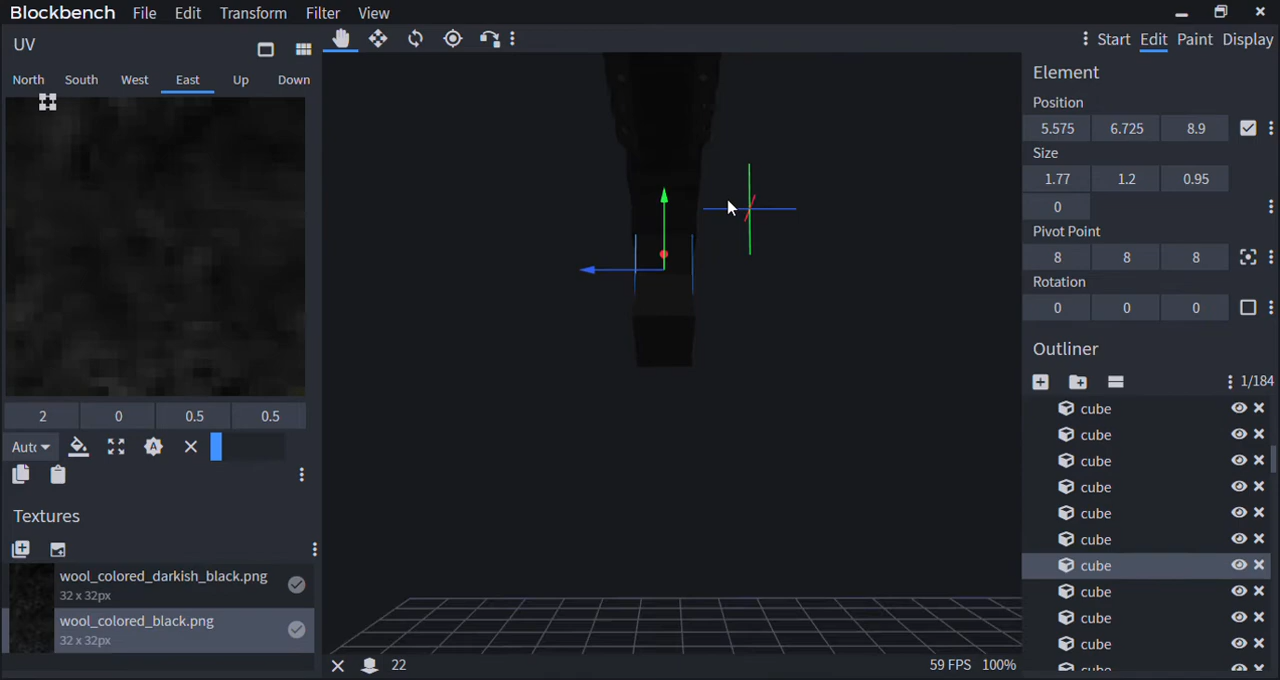 Blockbench File Edit Transform Filter View
UV
North South West East Up Down
2 0 0.5 0.5
Textures
wool_colored_darkish_black.png
32 x 32px
wool_colored_black.png
32 x 32px
22 59 FPS 100%
Start Edit Paint Display
Element
Position
5.575 6.725 8.9
Size
1.77 1.2 0.95
0
Pivot Point
8 8 8
Rotation
0 0 0
Outliner
1/184
cube
cube
cube
cube
cube
cube
cube
cube
cube
cube
cube